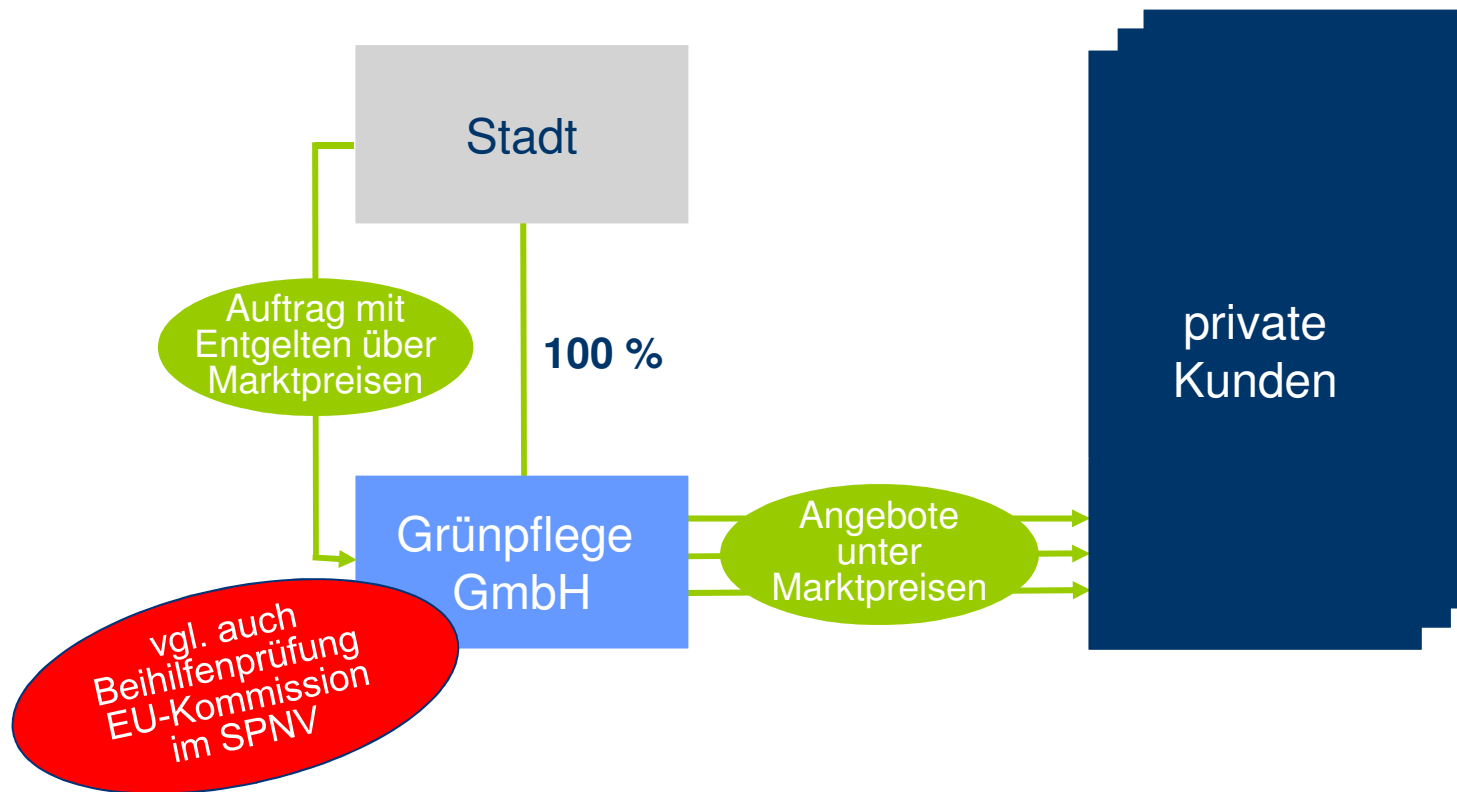 Stadt
Auftrag mit
Entgelten über
Marktpreisen
100 %
private
Kunden
Grünpflege
GmbH
Angebote
unter
Marktpreisen
vgl. auch
Beihilfenprüfung
EU-Kommission
im SPNV